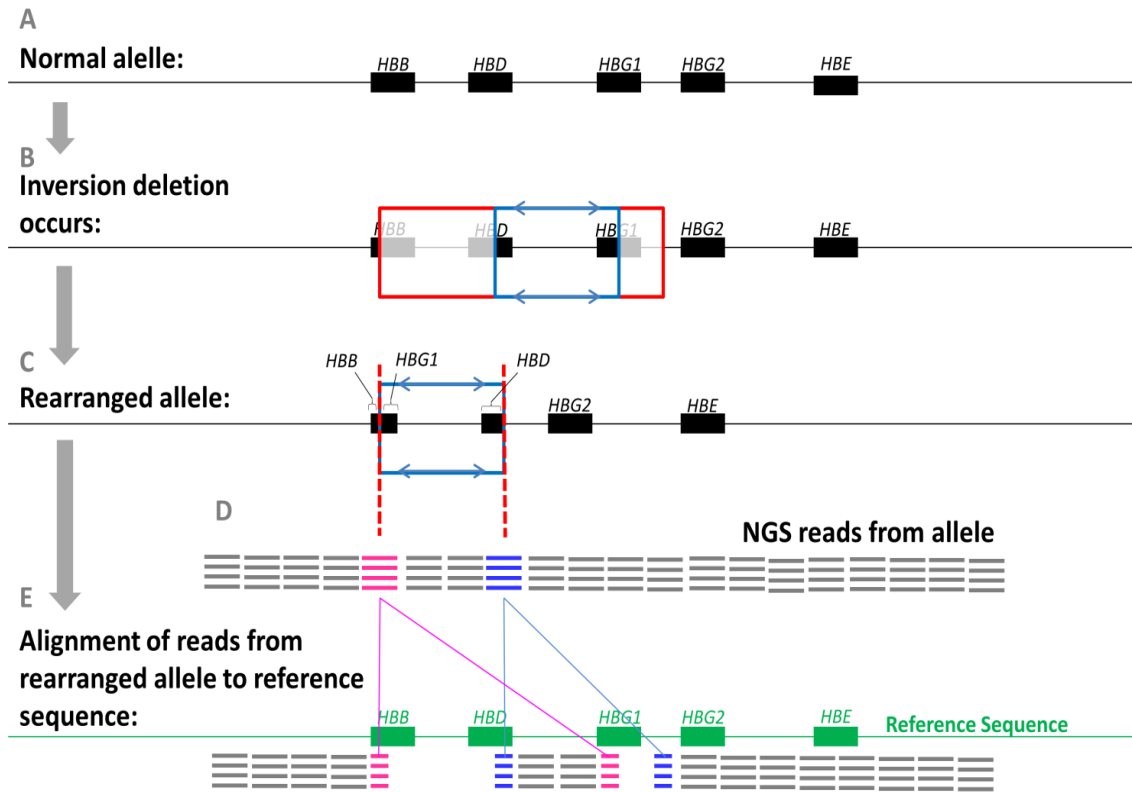 A
Normal alelle:
HBB HBD HBG1 HBG2 HBE
B
Inversion deletion
occurs:
HBB HBD HBG1 HBG2 HBE
C
Rearranged allele:
HBB HBG1 HBD HBG2 HBE
D
NGS reads from allele
E
Alignment of reads from
rearranged allele to reference
sequence:
HBB HBD HBG1 HBG2 HBE
Reference Sequence